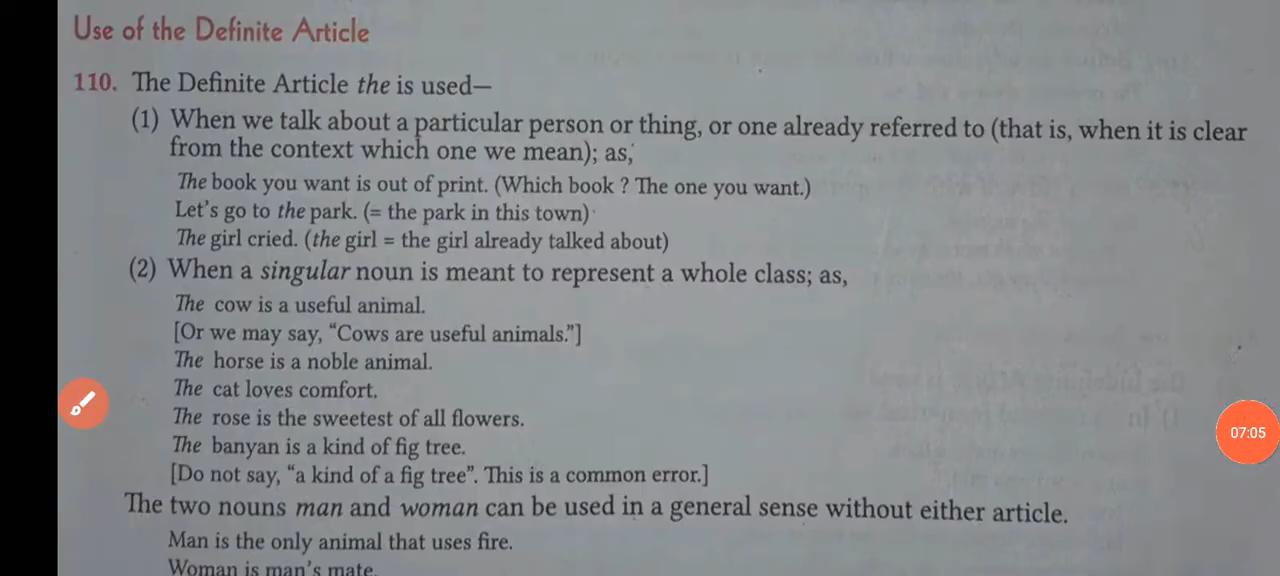 Use of the Definite Article
110. The Definite Article the is used—
(1) When we talk about a particular person or thing, or one already referred to (that is, when it is clear
from the context which one we mean); as,
The book you want is out of print. (Which book ? The one you want.)
Let's go to the park. (= the park in this town)
The girl cried. (the girl = the girl already talked about)
(2) When a singular noun is meant to represent a whole class; as,
The cow is a useful animal.
[Or we may say, “Cows are useful animals.”]
The horse is a noble animal.
The cat loves comfort.
The rose is the sweetest of all flowers.
07:05
The banyan is a kind of fig tree.
[Do not say, “a kind of a fig tree”. This is a common error.]
The two nouns man and woman can be used in a general sense without either article.
Man is the only animal that uses fire.
Woman is man's mate.